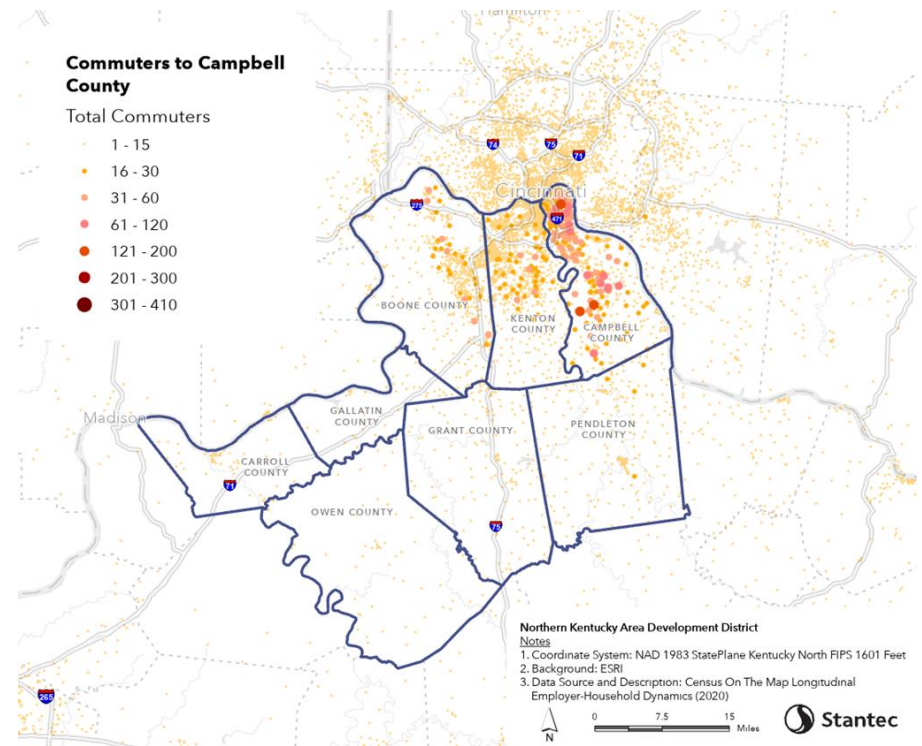 Hamilton
Commuters to Campbell
County
Total Commuters
1 - 15
16 - 30
31 - 60
61 - 120
121 - 200
201 - 300
301 - 410
74
75
71
Cincinnati
275
471
BOONE COUNTY
KENTON
COUNTY
CAMPBELL
COUNTY
Madison
GALLATIN
COUNTY
GRANT COUNTY
PENDLETON
COUNTY
CARROLL
COUNTY
71
OWEN COUNTY
75
265
Northern Kentucky Area Development District
Notes
1. Coordinate System: NAD 1983 StatePlane Kentucky North FIPS 1601 Feet
2. Background: ESRI
3. Data Source and Description: Census On The Map Longitudinal
Employer-Household Dynamics (2020)
N
0 7.5 15
Miles
Stantec